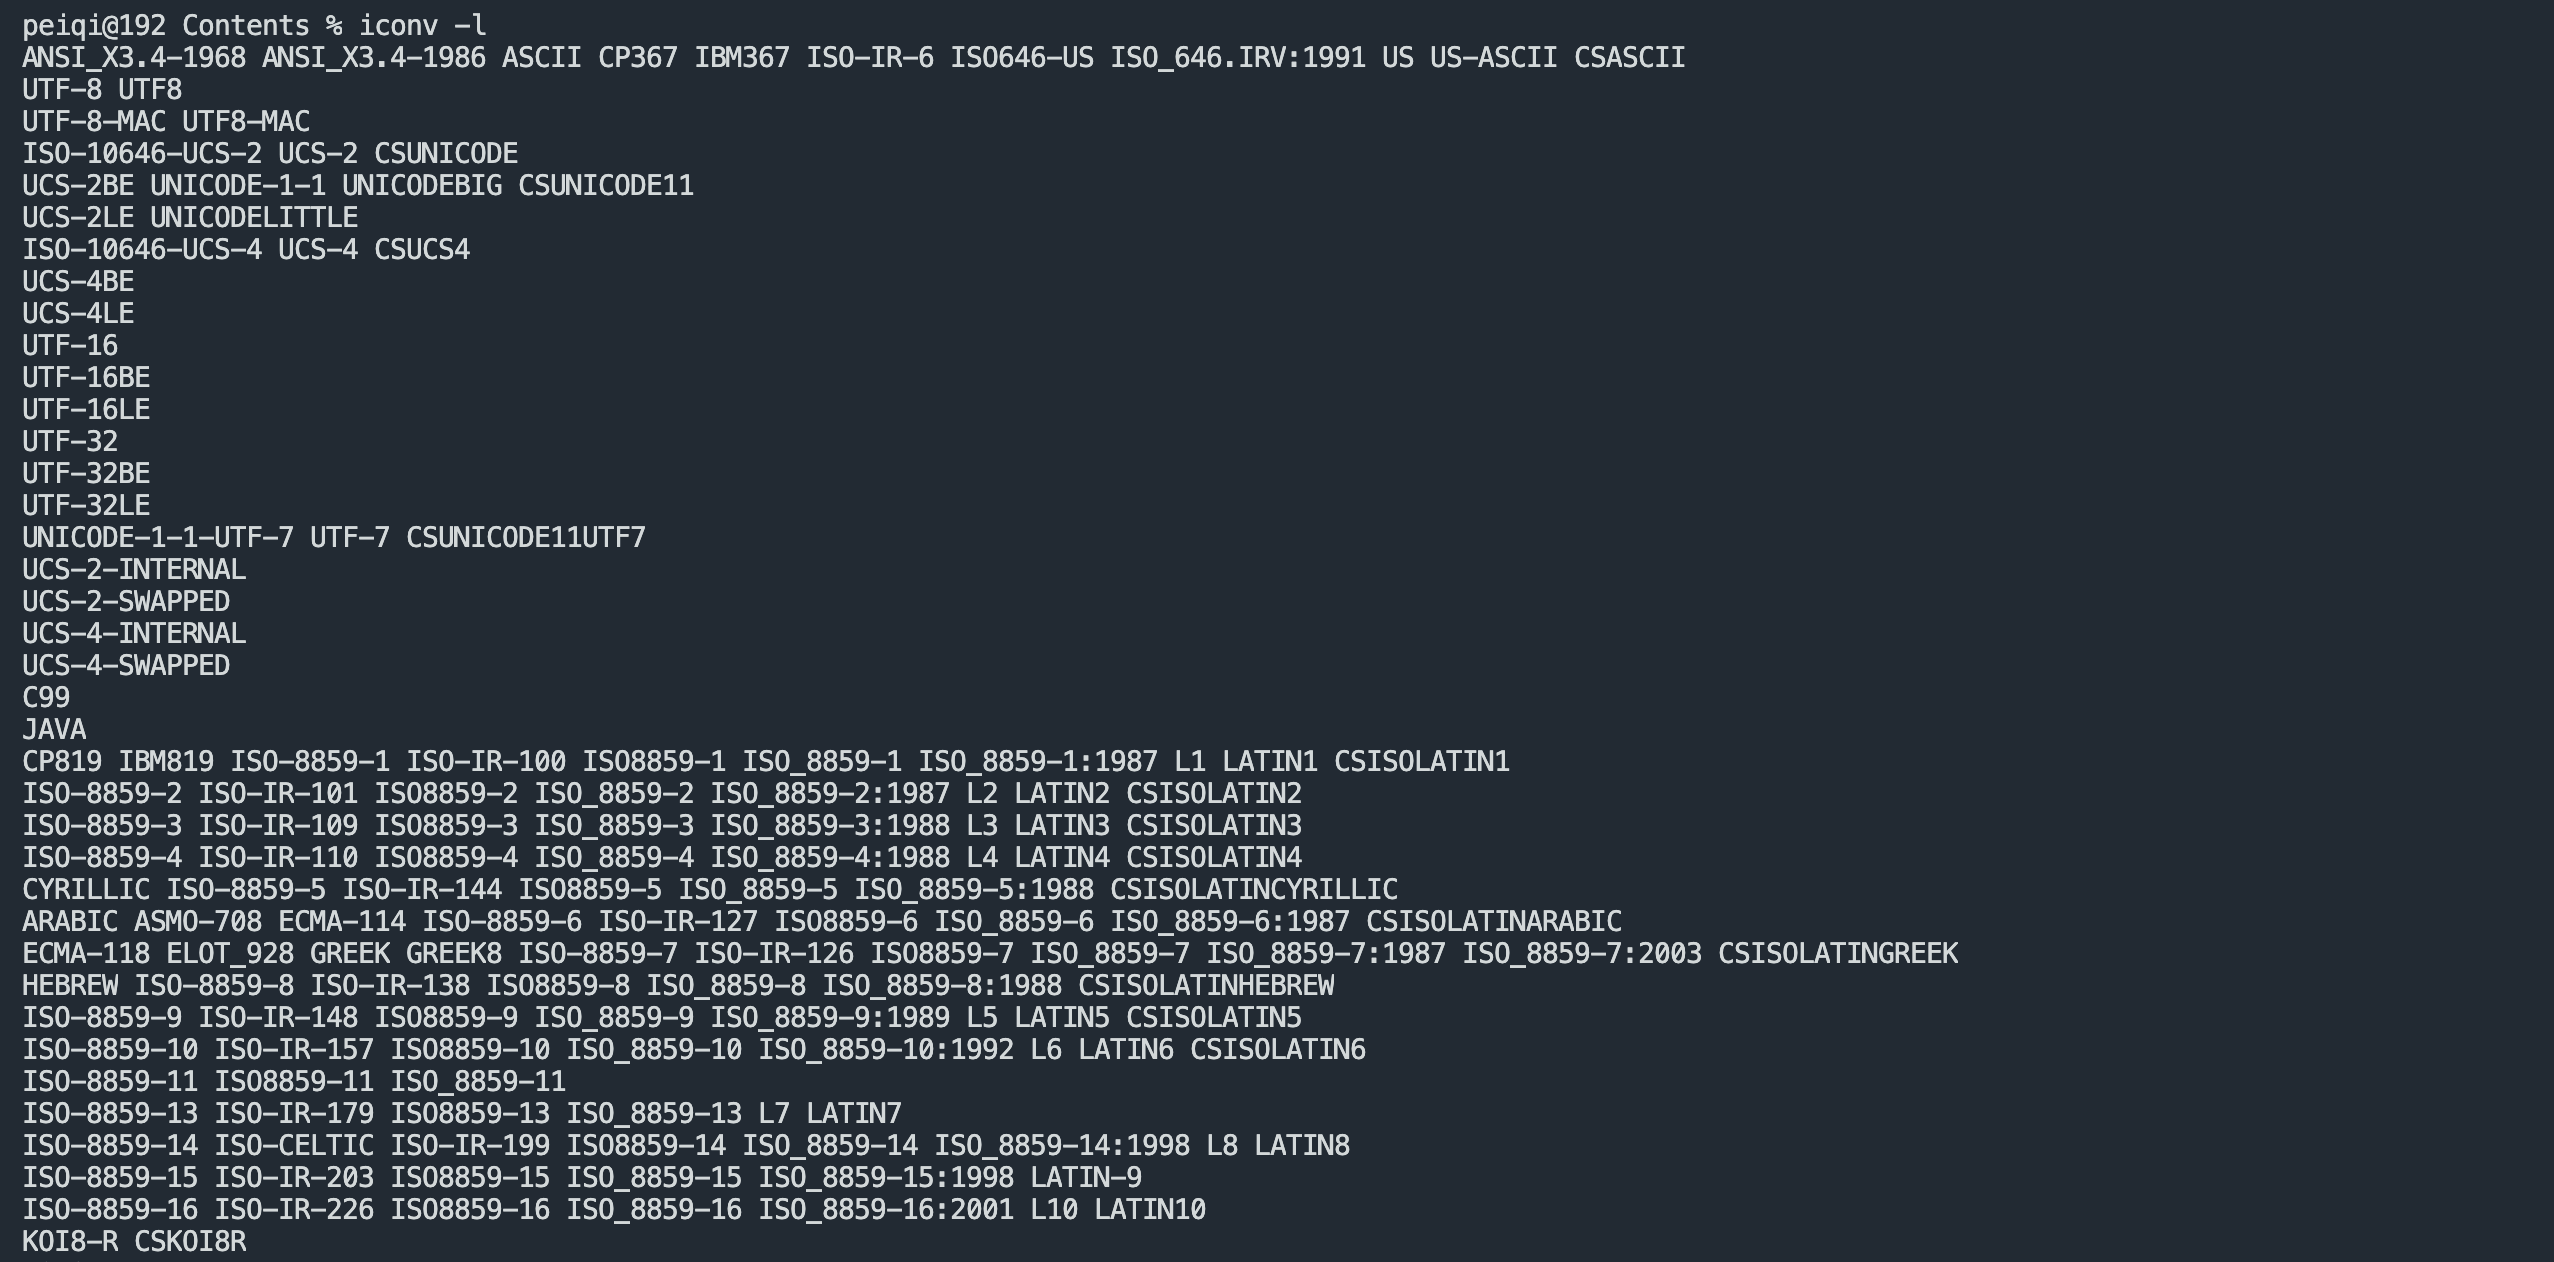 peiqi@192 Contents % iconv -l
ANSI_X3.4-1968 ANSI_X3.4-1986 ASCII CP367 IBM367 ISO-IR-6 ISO646-US ISO_646.IRV:1991 US US-ASCII CSASCII
UTF-8 UTF8
UTF-8-MAC UTF8-MAC
ISO-10646-UCS-2 UCS-2 CSUNICODE
UCS-2BE UNICODE-1-1 UNICODEBIG CSUNICODE11
UCS-2LE UNICODELITTLE
ISO-10646-UCS-4 UCS-4 CSUCS4
UCS-4BE
UCS-4LE
UTF-16
UTF-16BE
UTF-16LE
UTF-32
UTF-32BE
UTF-32LE
UNICODE-1-1-UTF-7 UTF-7 CSUNICODE11UTF7
UCS-2-INTERNAL
UCS-2-SWAPPED
UCS-4-INTERNAL
UCS-4-SWAPPED
C99
JAVA
CP819 IBM819 ISO-8859-1 ISO-IR-100 ISO8859-1 ISO_8859-1 ISO_8859-1:1987 L1 LATIN1 CSISOLATIN1
ISO-8859-2 ISO-IR-101 ISO8859-2 ISO_8859-2 ISO_8859-2:1987 L2 LATIN2 CSISOLATIN2
ISO-8859-3 ISO-IR-109 ISO8859-3 ISO_8859-3 ISO_8859-3:1988 L3 LATIN3 CSISOLATIN3
ISO-8859-4 ISO-IR-110 ISO8859-4 ISO_8859-4 ISO_8859-4:1988 L4 LATIN4 CSISOLATIN4
CYRILLIC ISO-8859-5 ISO-IR-144 ISO8859-5 ISO_8859-5 ISO_8859-5:1988 CSISOLATINCYRILLIC
ARABIC ASMO-708 ECMA-114 ISO-8859-6 ISO-IR-127 ISO8859-6 ISO_8859-6 ISO_8859-6:1987 CSISOLATINARABIC
ECMA-118 ELOT_928 GREEK GREEK8 ISO-8859-7 ISO-IR-126 ISO8859-7 ISO_8859-7 ISO_8859-7:1987 ISO_8859-7:2003 CSISOLATINGREEK
HEBREW ISO-8859-8 ISO-IR-138 ISO8859-8 ISO_8859-8 ISO_8859-8:1988 CSISOLATINHEBREW
ISO-8859-9 ISO-IR-148 ISO8859-9 ISO_8859-9 ISO_8859-9:1989 L5 LATIN5 CSISOLATIN5
ISO-8859-10 ISO-IR-157 ISO8859-10 ISO_8859-10 ISO_8859-10:1992 L6 LATIN6 CSISOLATIN6
ISO-8859-11 ISO8859-11 ISO_8859-11
ISO-8859-13 ISO-IR-179 ISO8859-13 ISO_8859-13 L7 LATIN7
ISO-8859-14 ISO-CELTIC ISO-IR-199 ISO8859-14 ISO_8859-14 ISO_8859-14:1998 L8 LATIN8
ISO-8859-15 ISO-IR-203 ISO8859-15 ISO_8859-15 ISO_8859-15:1998 LATIN-9
ISO-8859-16 ISO-IR-226 ISO8859-16 ISO_8859-16 ISO_8859-16:2001 L10 LATIN10
KOI8-R CSKOI8R